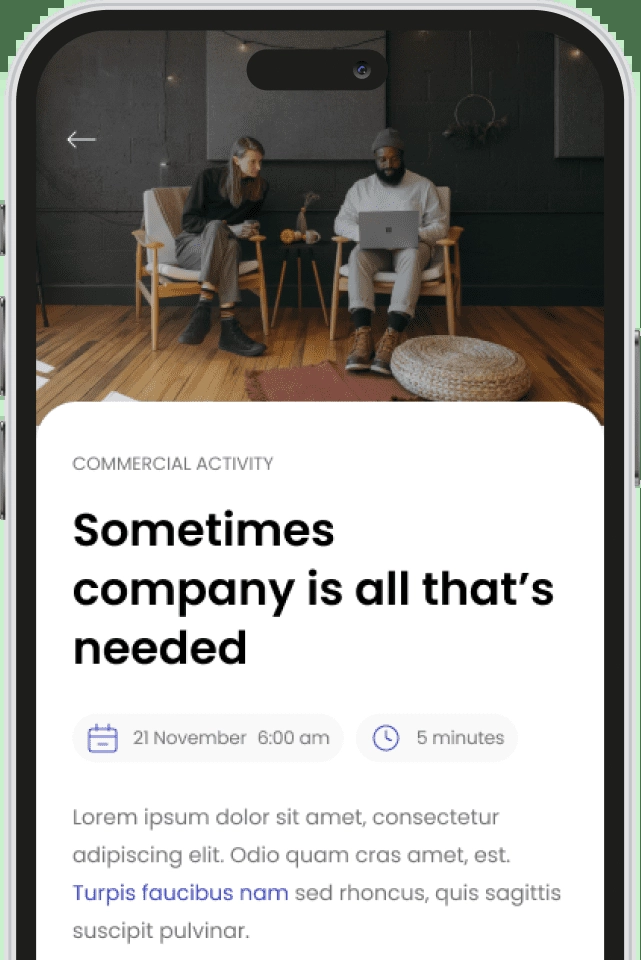 COMMERCIAL ACTIVITY
Sometimes
company is all that's
needed
21 November 6:00 am 5 minutes
Lorem ipsum dolor sit amet, consectetur
adipiscing elit. Odio quam cras amet, est.
Turpis faucibus nam sed rhoncus, quis sagittis
suscipit pulvinar.